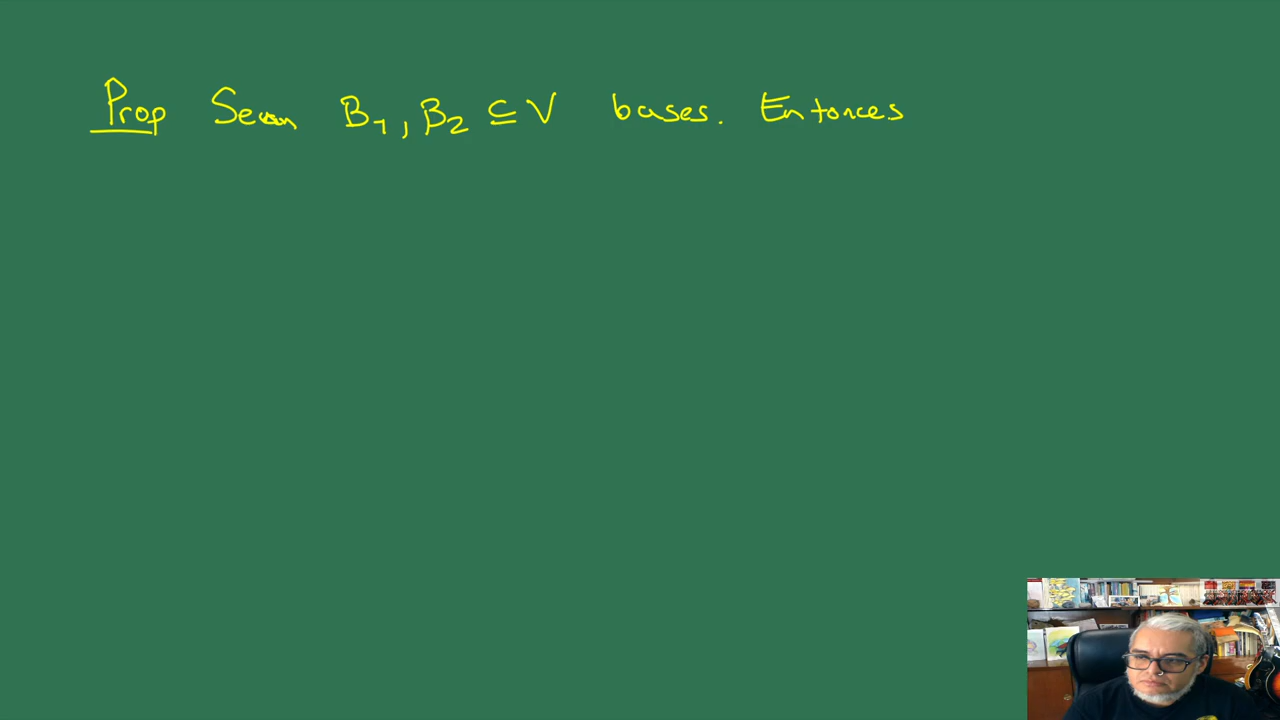 Prop Sean B₁, B₂ ⊆ V bases. Entonces